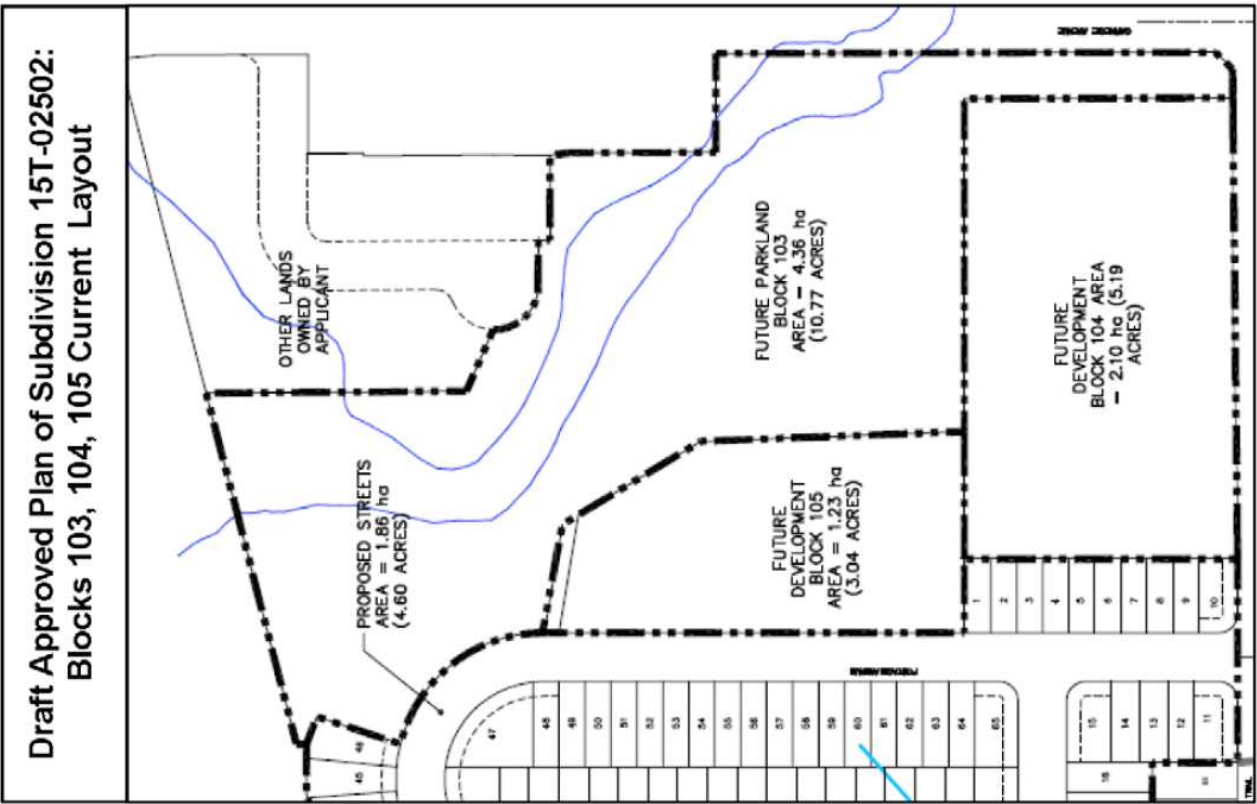 Draft Approved Plan of Subdivision 15T-02502:
Blocks 103, 104, 105 Current Layout
OTHER LANDS
OWNED BY
APPLICANT
PROPOSED STREETS
AREA = 1.86 ha
(4.60 ACRES)
FUTURE PARKLAND
BLOCK 103
AREA = 4.36 ha
(10.77 ACRES)
FUTURE
DEVELOPMENT
BLOCK 105
AREA = 1.23 ha
(3.04 ACRES)
FUTURE
DEVELOPMENT
BLOCK 104 AREA
= 2.10 ha (5.19
ACRES)
1
2
3
4
5
6
7
8
9
10
45
46
47
48
49
50
51
52
53
54
55
56
57
58
59
60
61
62
63
64
65
15
14
13
12
11
16